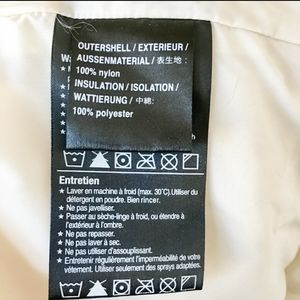 OUTERSHELL / EXTERIEUR /
AUSSENMATERIAL / 表生地 :
100% nylon
INSULATION / ISOLATION /
WATTIERUNG / 中綿:
100% polyester
Entretien
★ Laver en machine à froid (max. 30˚C).Utiliser du
détergent en poudre. Bien rincer.
★ Ne pas javelliser.
★ Passer au sèche-linge à froid, ou étendre à
l'extérieur à l'ombre.
★ Ne pas repasser.
★ Ne pas laver à sec.
★ Ne pas utiliser d'assouplissant.
★ Entretenir régulièrement l'imperméabilité de votre
vêtement. Utiliser seulement des sprays adaptées.